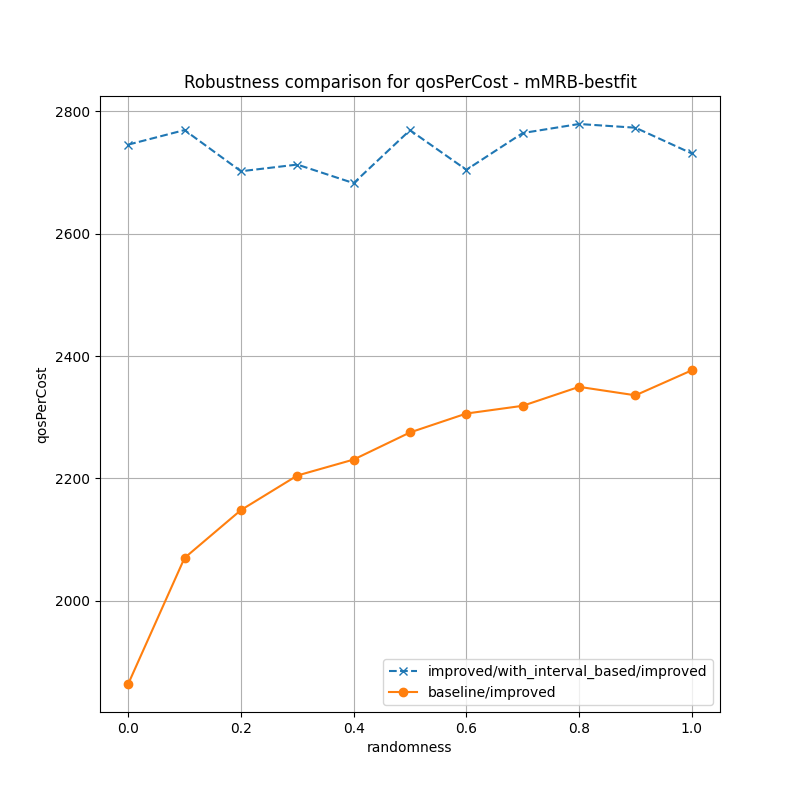 Robustness comparison for qosPerCost - mMRB-bestfit
2800
2600
2400
2200
2000
qosPerCost
0.0 0.2 0.4 0.6 0.8 1.0
randomness
improved/with_interval_based/improved
baseline/improved